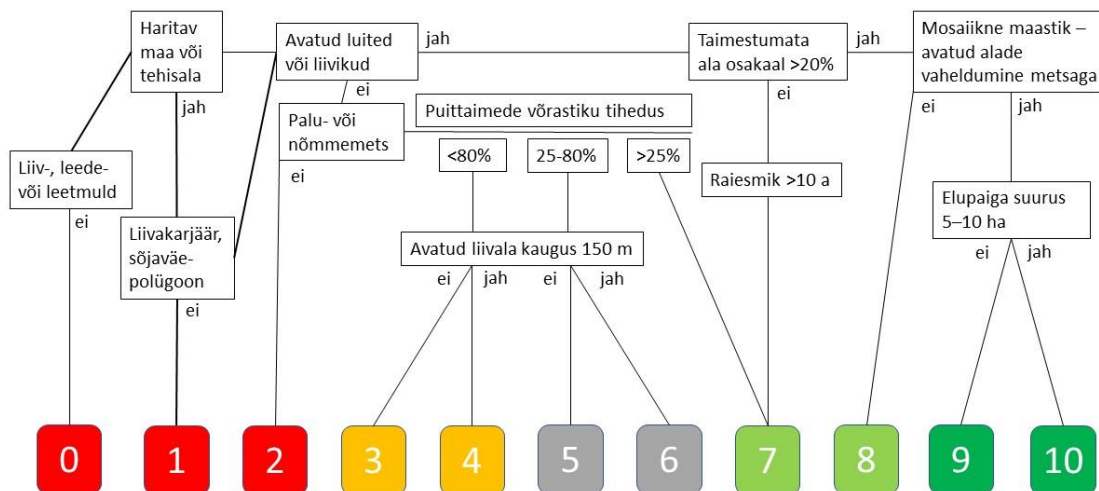 Haritav
maa või
tehisala
jah
Liiv-, leede-
või leetmuld
ei
Liivakarjäär,
sõjaväe-
polügoon
ei
Avatud luited
või liivikud
jah
ei
Palu- või
nõmmemets
ei
Puittaimede võrastiku tihedus
<80%
25-80%
>25%
Avatud liivala kaugus 150 m
ei
jah
ei
jah
Taimestumata
ala osakaal >20%
jah
ei
Raiesmik >10 a
Mosaiikne maastik –
avatud alade
vaheldumine metsaga
ei
jah
Elupaiga suurus
5–10 ha
ei
jah
0
1
2
3
4
5
6
7
8
9
10